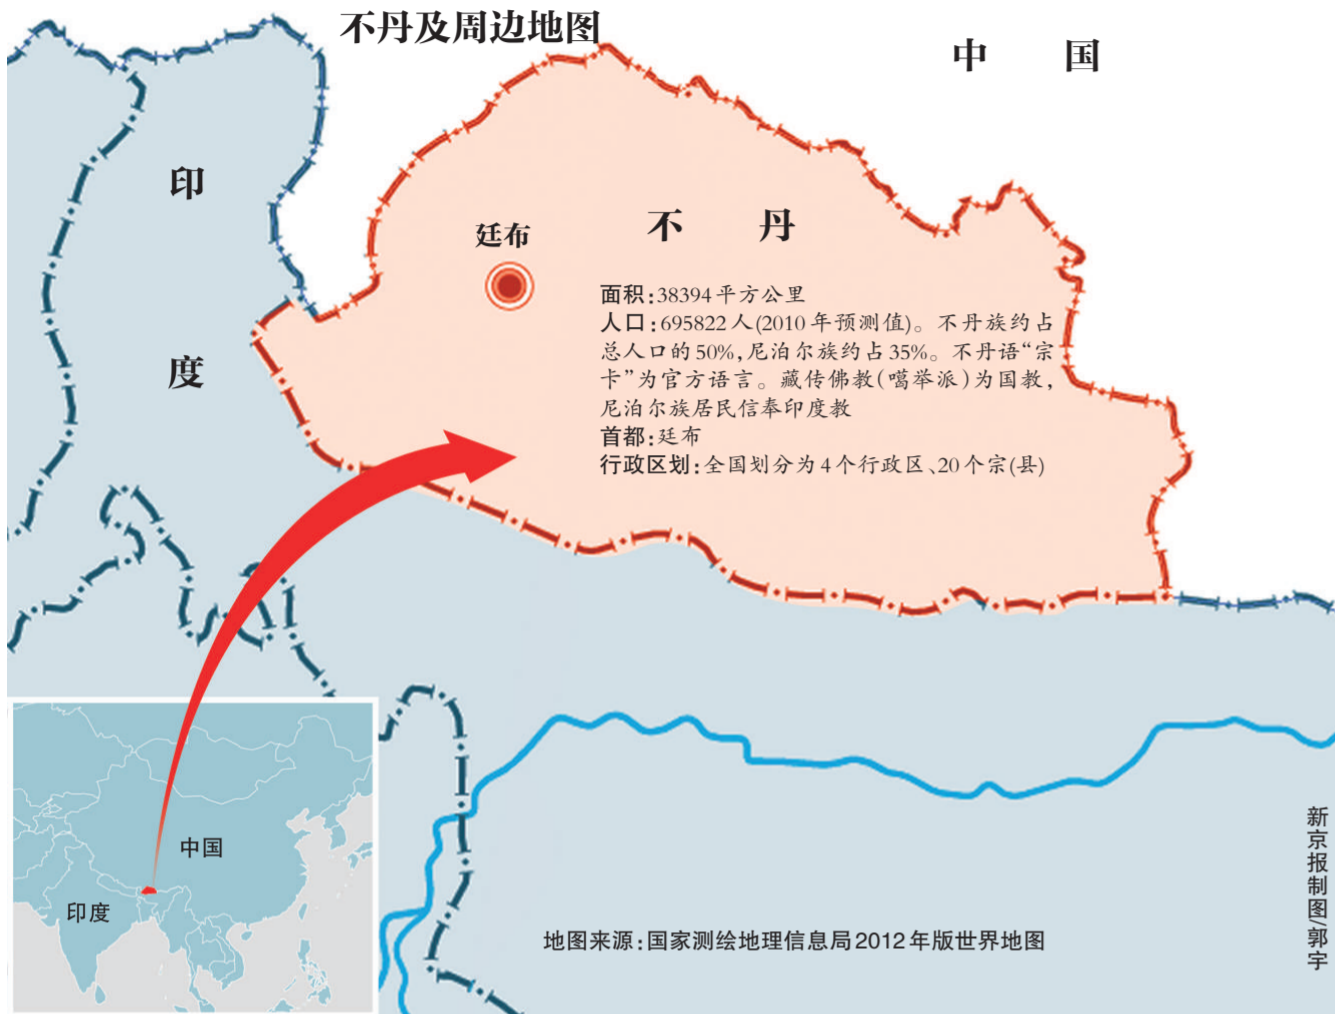 不丹及周边地图
中国
印度
不丹
廷布
面积:38394平方公里
人口:695822人(2010年预测值)。不丹族约占
总人口的50%,尼泊尔族约占35%。不丹语“宗
卡”为官方语言。藏传佛教(噶举派)为国教,
尼泊尔族居民信奉印度教
首都:廷布
行政区划:全国划分为4个行政区、20个宗(县)
中国
印度
地图来源:国家测绘地理信息局2012年版世界地图
新京报制图/郭宇